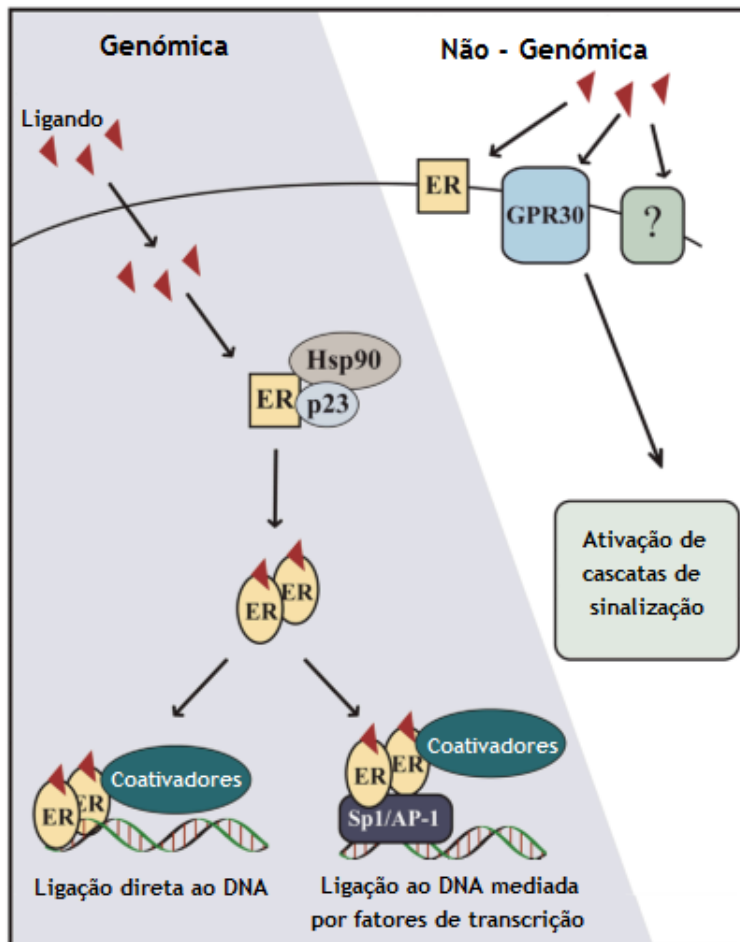 Genómica
Não - Genómica
Ligando
ER
GPR30
?
Hsp90
ER
p23
ER
ER
Ativação de
cascatas de
sinalização
Coativadores
ER
ER
Ligação direta ao DNA
Coativadores
ER
ER
Sp1/AP-1
Ligação ao DNA mediada
por fatores de transcrição